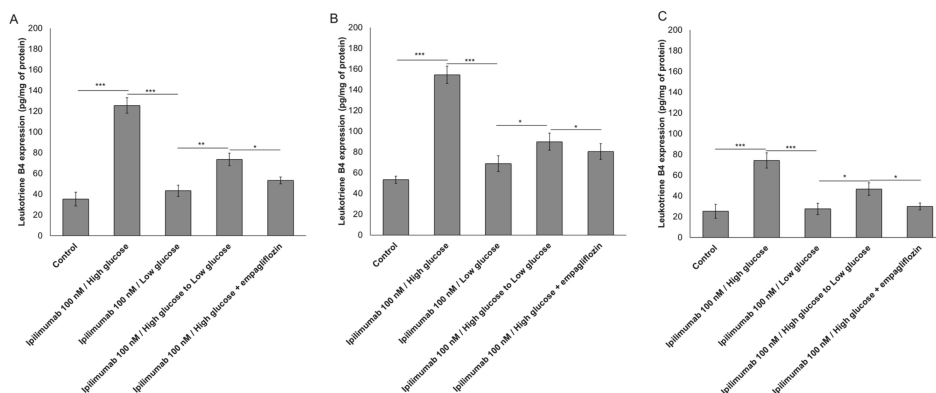 A
Leukotriene B4 expression (pg/mg of protein)
200
180
160
140
120
100
80
60
40
20
0
***
***
**
*
Control
Ipilimumab 100 nM / High glucose
Ipilimumab 100 nM / Low glucose
Ipilimumab 100 nM / High glucose to Low glucose
Ipilimumab 100 nM / High glucose + empagliflozin
B
Leukotriene B4 expression (pg/mg of protein)
200
180
160
140
120
100
80
60
40
20
0
***
***
*
*
Control
Ipilimumab 100 nM / High glucose
Ipilimumab 100 nM / Low glucose
Ipilimumab 100 nM / High glucose to Low glucose
Ipilimumab 100 nM / High glucose + empagliflozin
C
Leukotriene B4 expression (pg/mg of protein)
200
180
160
140
120
100
80
60
40
20
0
***
***
*
*
Control
Ipilimumab 100 nM / High glucose
Ipilimumab 100 nM / Low glucose
Ipilimumab 100 nM / High glucose to Low glucose
Ipilimumab 100 nM / High glucose + empagliflozin